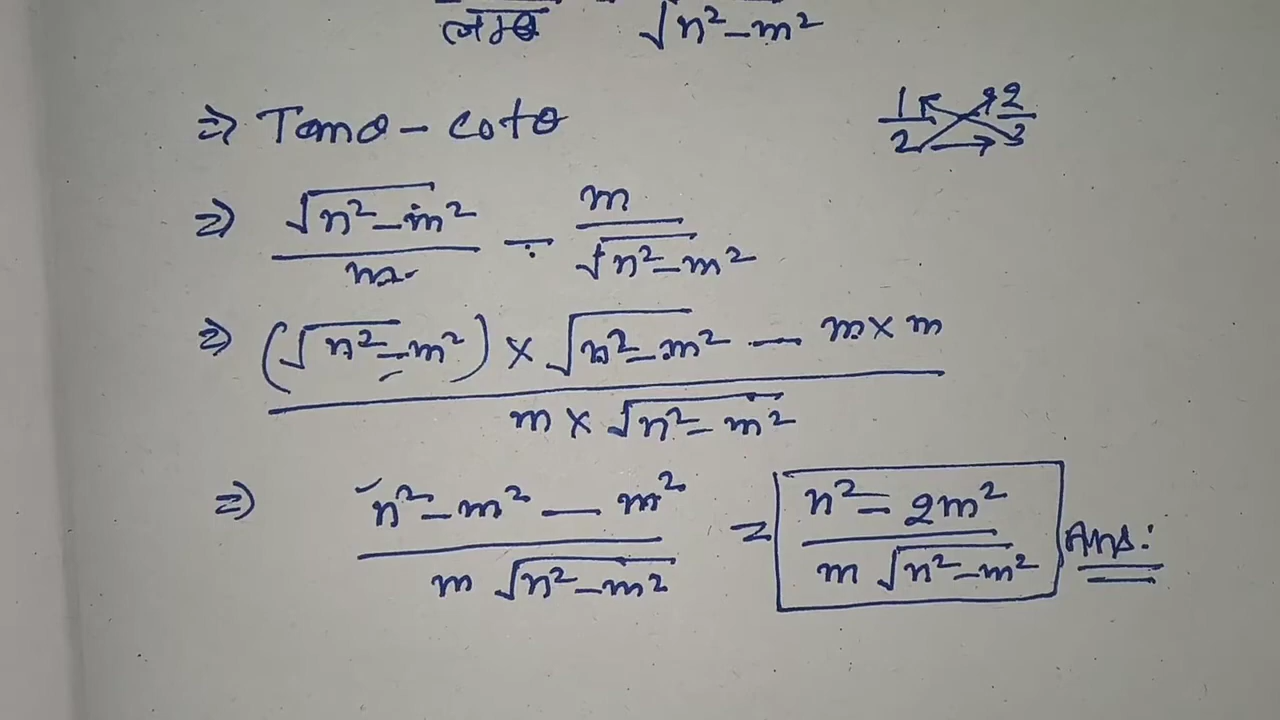 लम्ब √n²-m²
⇒ Tanθ - cotθ
1 2
2 3
⇒ √n²-m² / m - m / √n²-m²
⇒ (√n²-m²) × √n²-m² - m×m / m × √n²-m²
⇒ n²-m² - m² / m √n²-m² = n²-2m² / m √n²-m² Ans: